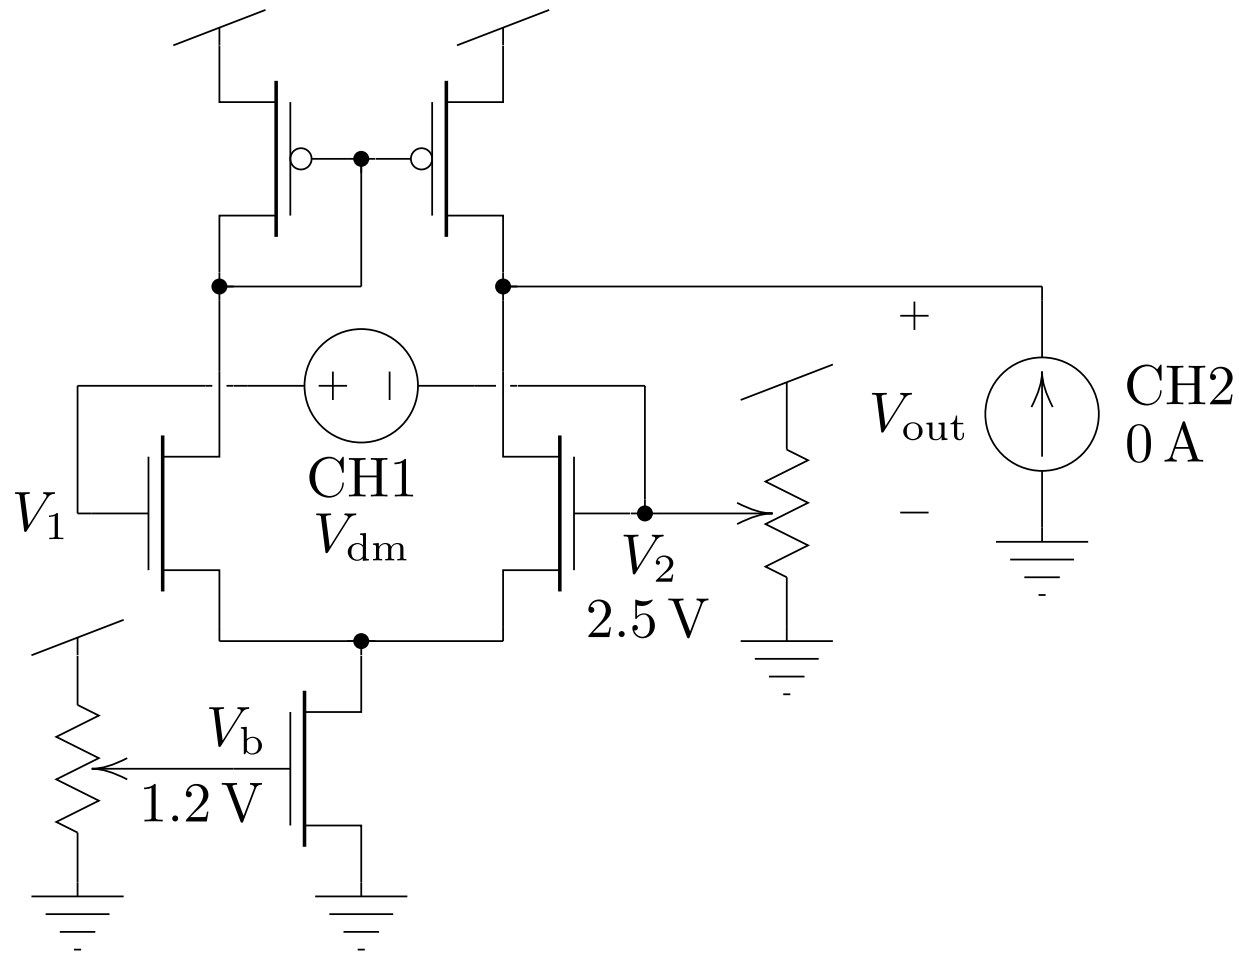 +
+ −
CH2
V_out
0 A
CH1
V_1
V_dm
−
V_2
2.5 V
V_b
1.2 V